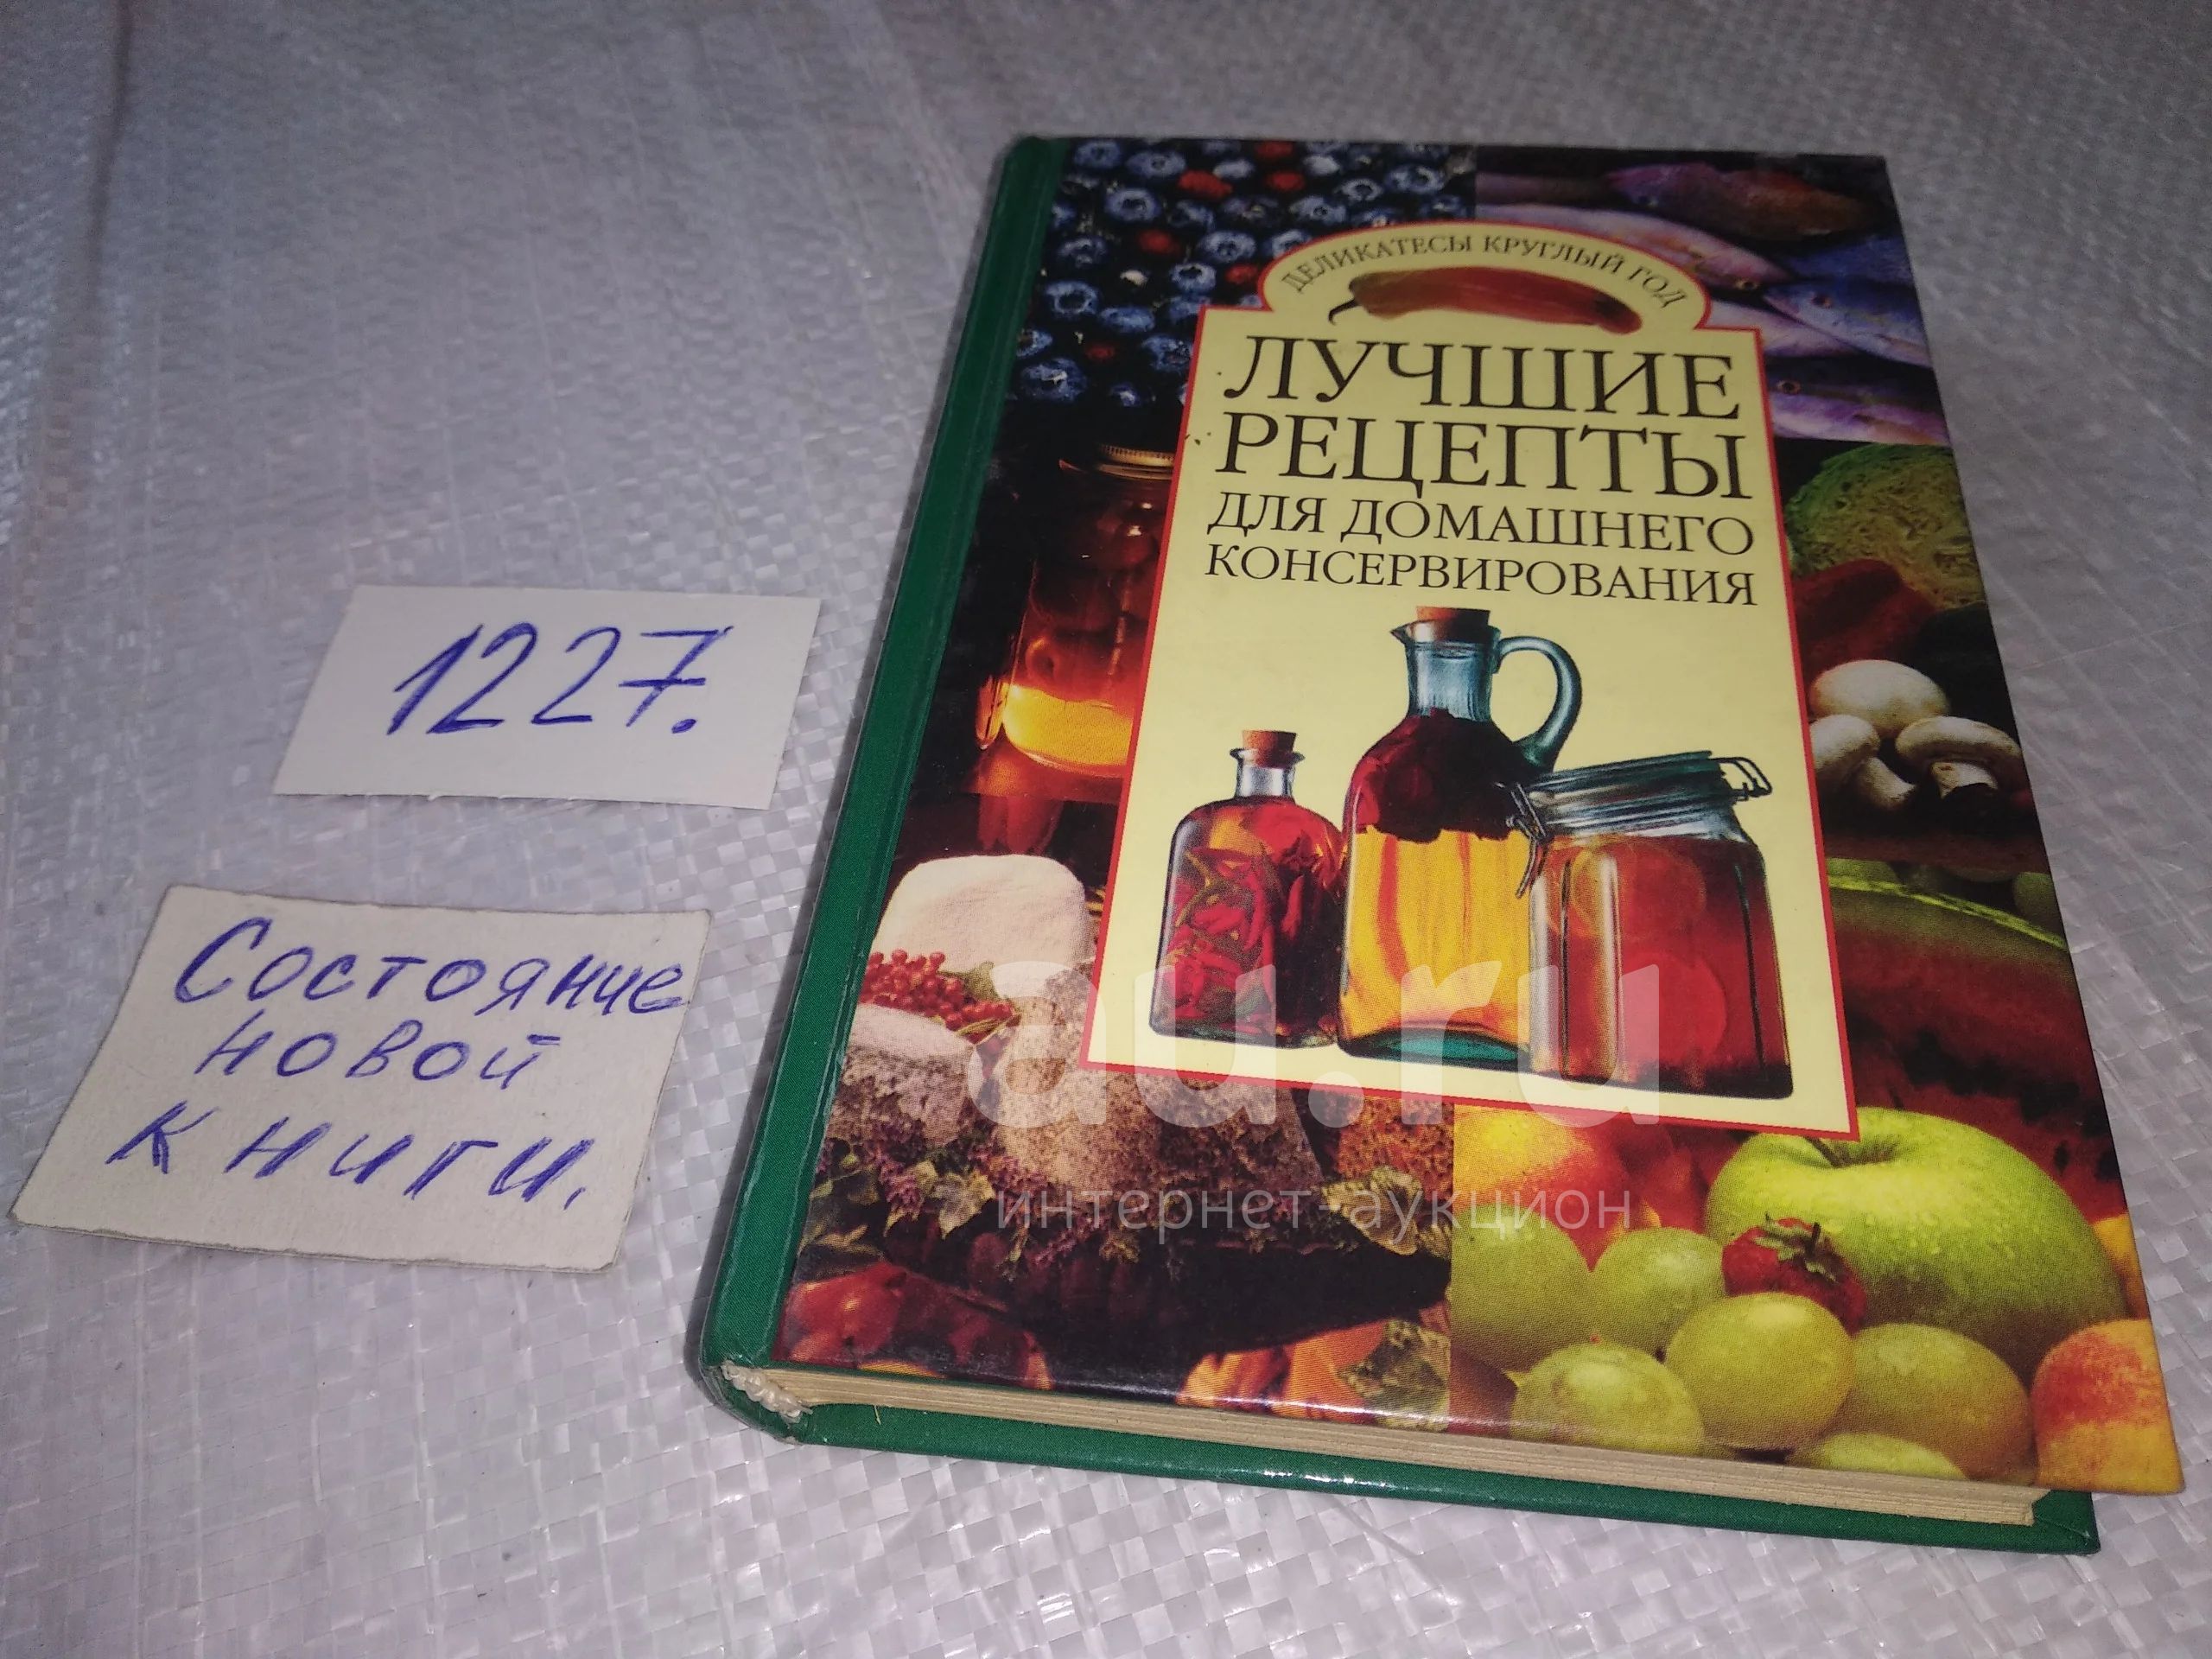 1227.
Состояние
новой
книги.
ДЕЛИКАТЕСЫ КРУГЛЫЙ ГОД
ЛУЧШИЕ
РЕЦЕПТЫ
ДЛЯ ДОМАШНЕГО
КОНСЕРВИРОВАНИЯ
au.ru
интернет-аукцион